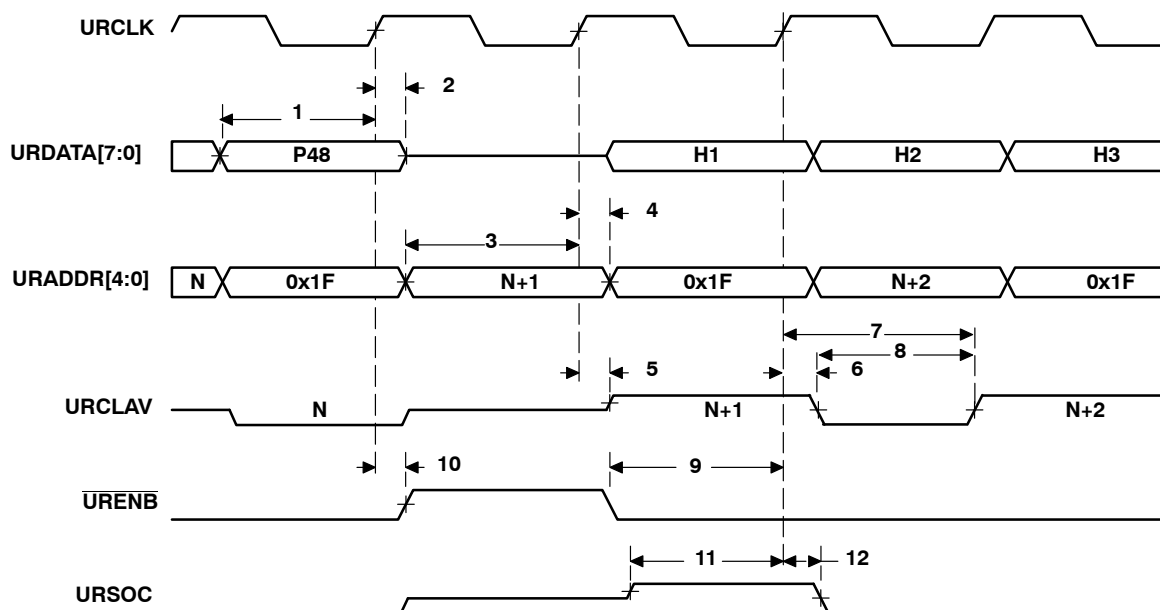 URCLK
2
1
URDATA[7:0] P48 H1 H2 H3
4
3
URADDR[4:0] N 0x1F N+1 0x1F N+2 0x1F
7
8
5 6
URCLAV N N+1 N+2
10 9
URENB
11 12
URSOC